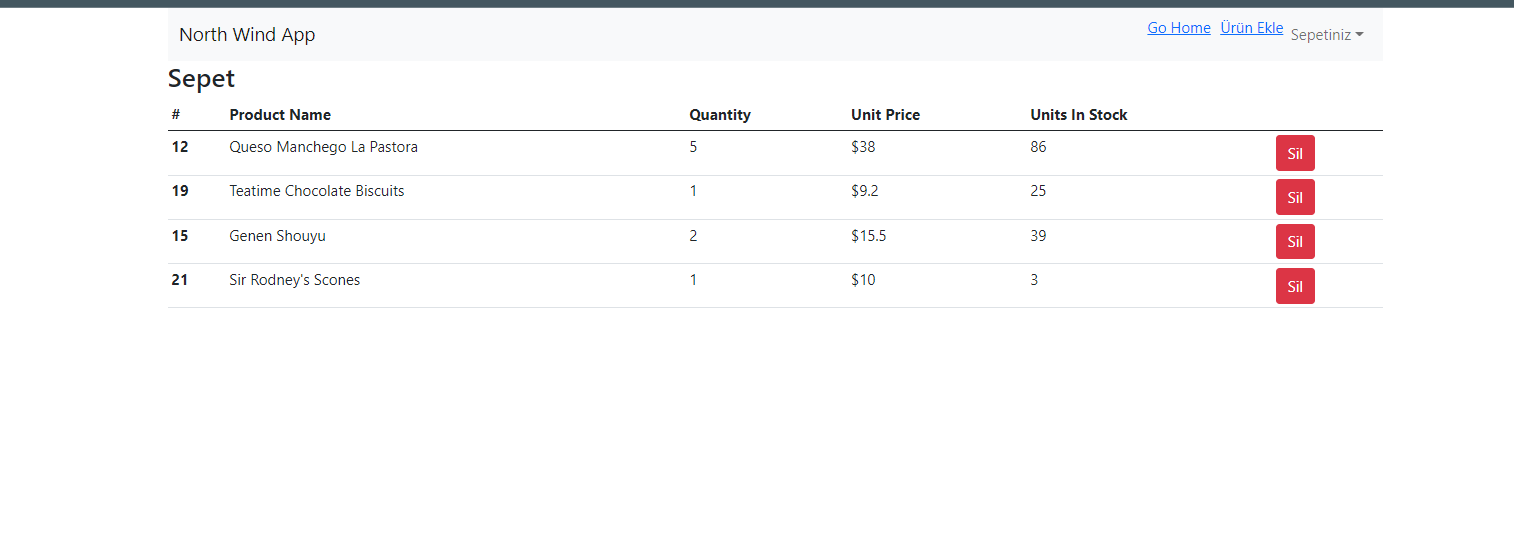 North Wind App Go Home Ürün Ekle Sepetiniz
Sepet
# Product Name Quantity Unit Price Units In Stock
12 Queso Manchego La Pastora 5 $38 86 Sil
19 Teatime Chocolate Biscuits 1 $9.2 25 Sil
15 Genen Shouyu 2 $15.5 39 Sil
21 Sir Rodney's Scones 1 $10 3 Sil